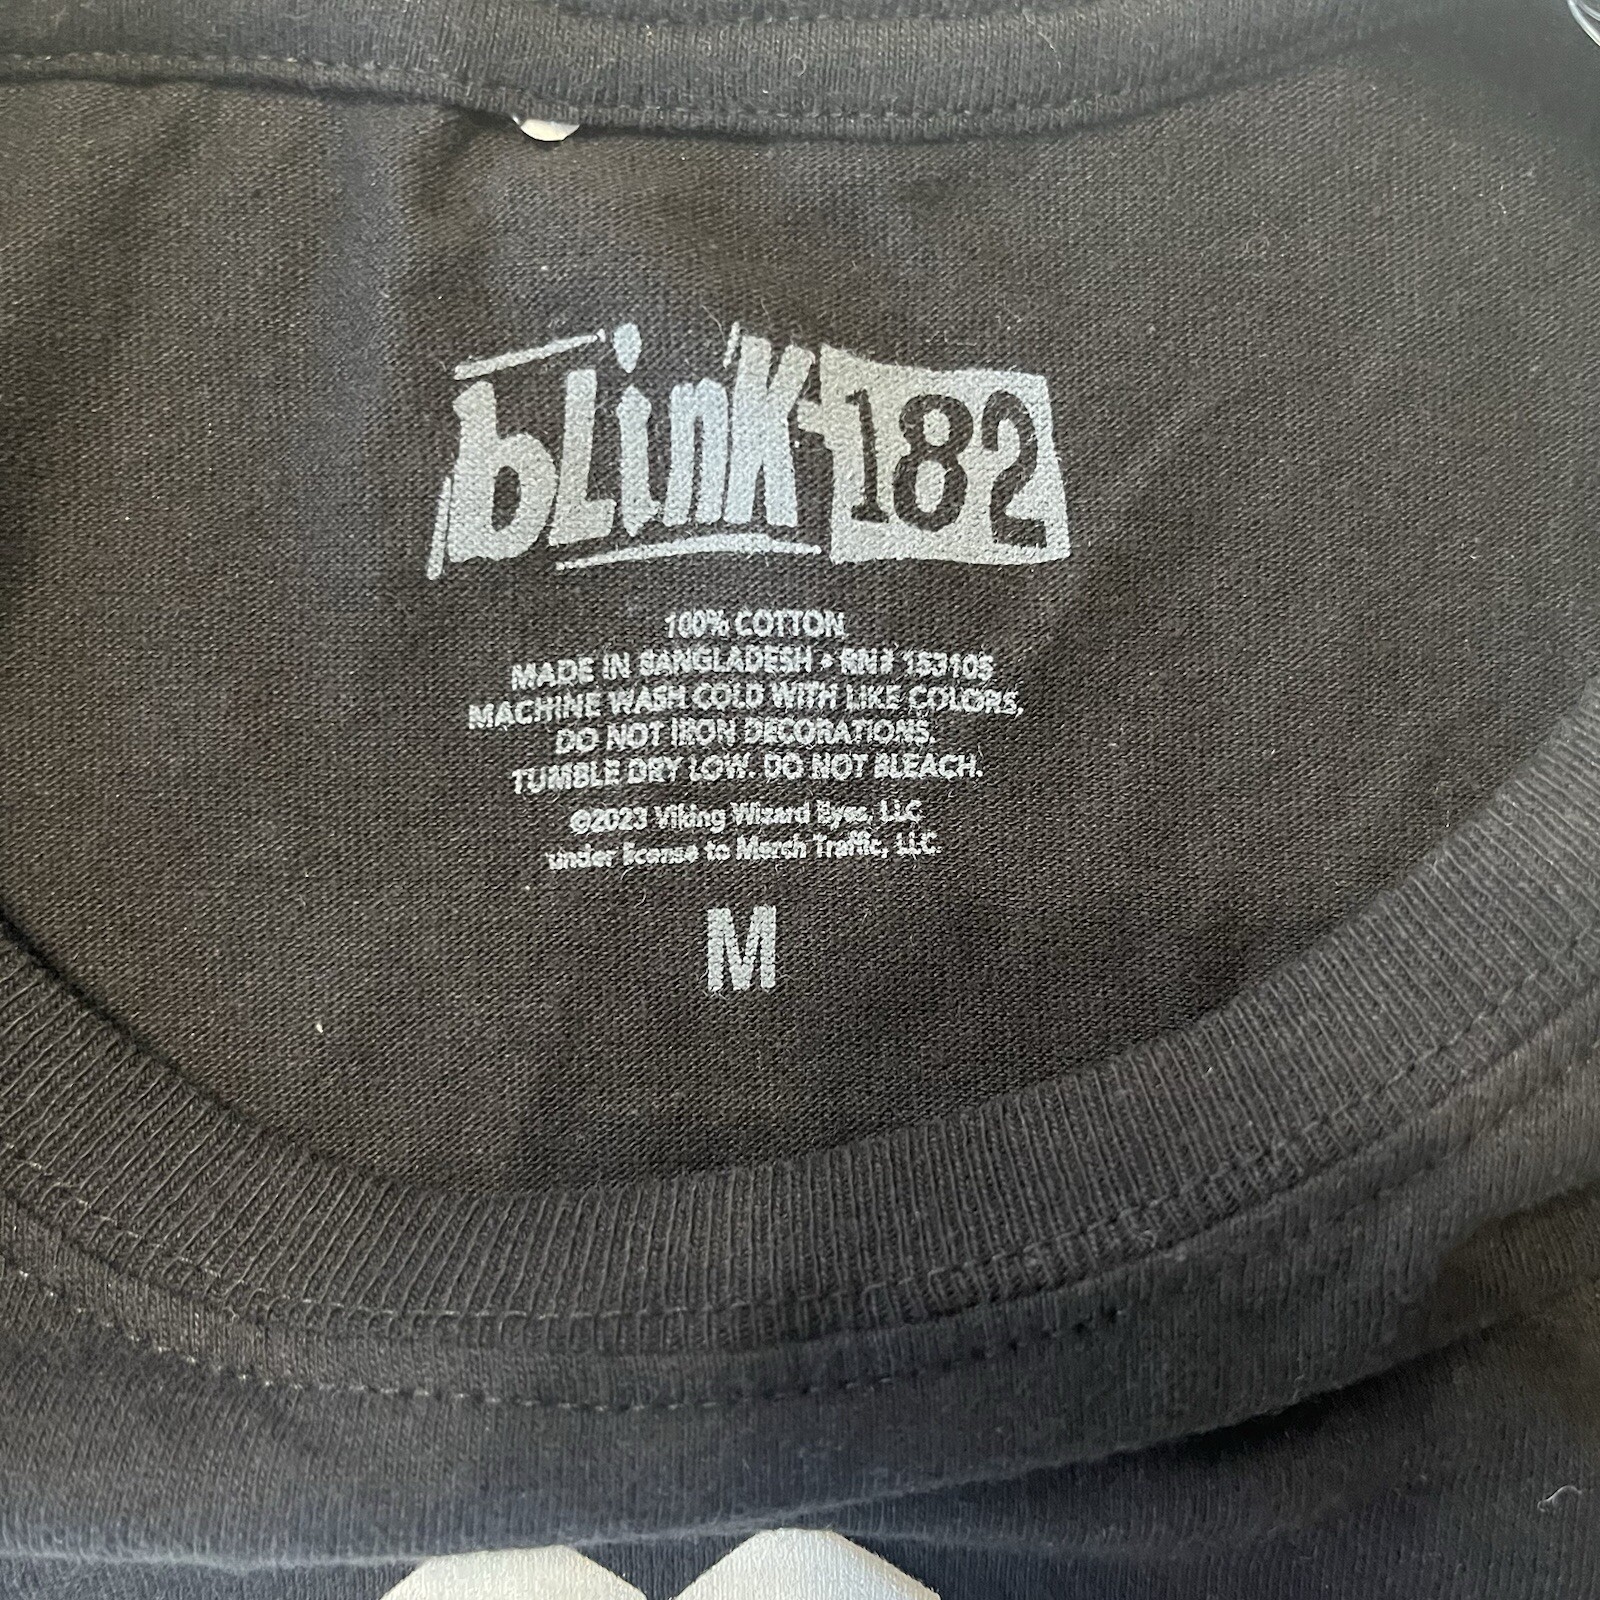 bLink-182
100% COTTON
MADE IN BANGLADESH • RN# 153105
MACHINE WASH COLD WITH LIKE COLORS,
DO NOT IRON DECORATIONS.
TUMBLE DRY LOW. DO NOT BLEACH.
©2023 Viking Wizard Eyes, LLC
under license to Merch Traffic, LLC.
M